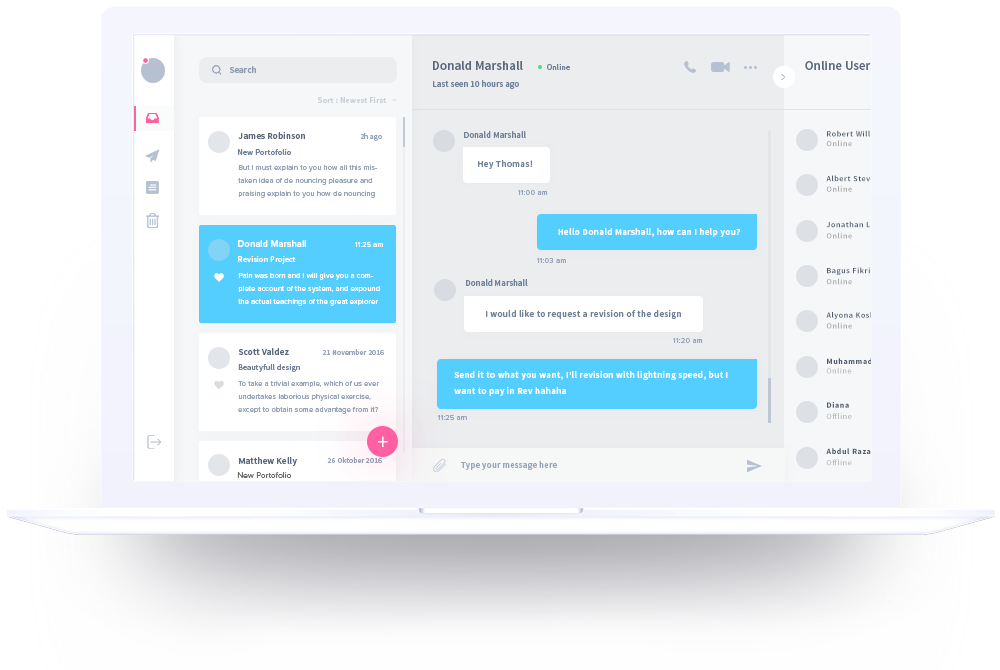 Search
Sort : Newest First
James Robinson
2h ago
New Portofolio
But I must explain to you how all this mis-
taken idea of de nouncing pleasure and
praising explain to you how de nouncing
Donald Marshall
11:25 am
Revision Project
Pain was born and I will give you a com-
plete account of the system, and expound
the actual teachings of the great explorer
Scott Valdez
21 November 2016
Beautyfull design
To take a trivial example, which of us ever
undertakes laborious physical exercise,
except to obtain some advantage from it?
Matthew Kelly
26 Oktober 2016
New Portofolio
Donald Marshall
Online
Last seen 10 hours ago
Donald Marshall
Hey Thomas!
11:00 am
Hello Donald Marshall, how can I help you?
11:03 am
Donald Marshall
I would like to request a revision of the design
11:20 am
Send it to what you want, I'll revision with lightning speed, but I
want to pay in Rev hahaha
11:25 am
Type your message here
Online User
Robert Will
Online
Albert Stev
Online
Jonathan L
Online
Bagus Fikri
Online
Alyona Kosh
Online
Muhammad
Online
Diana
Offline
Abdul Raza
Offline